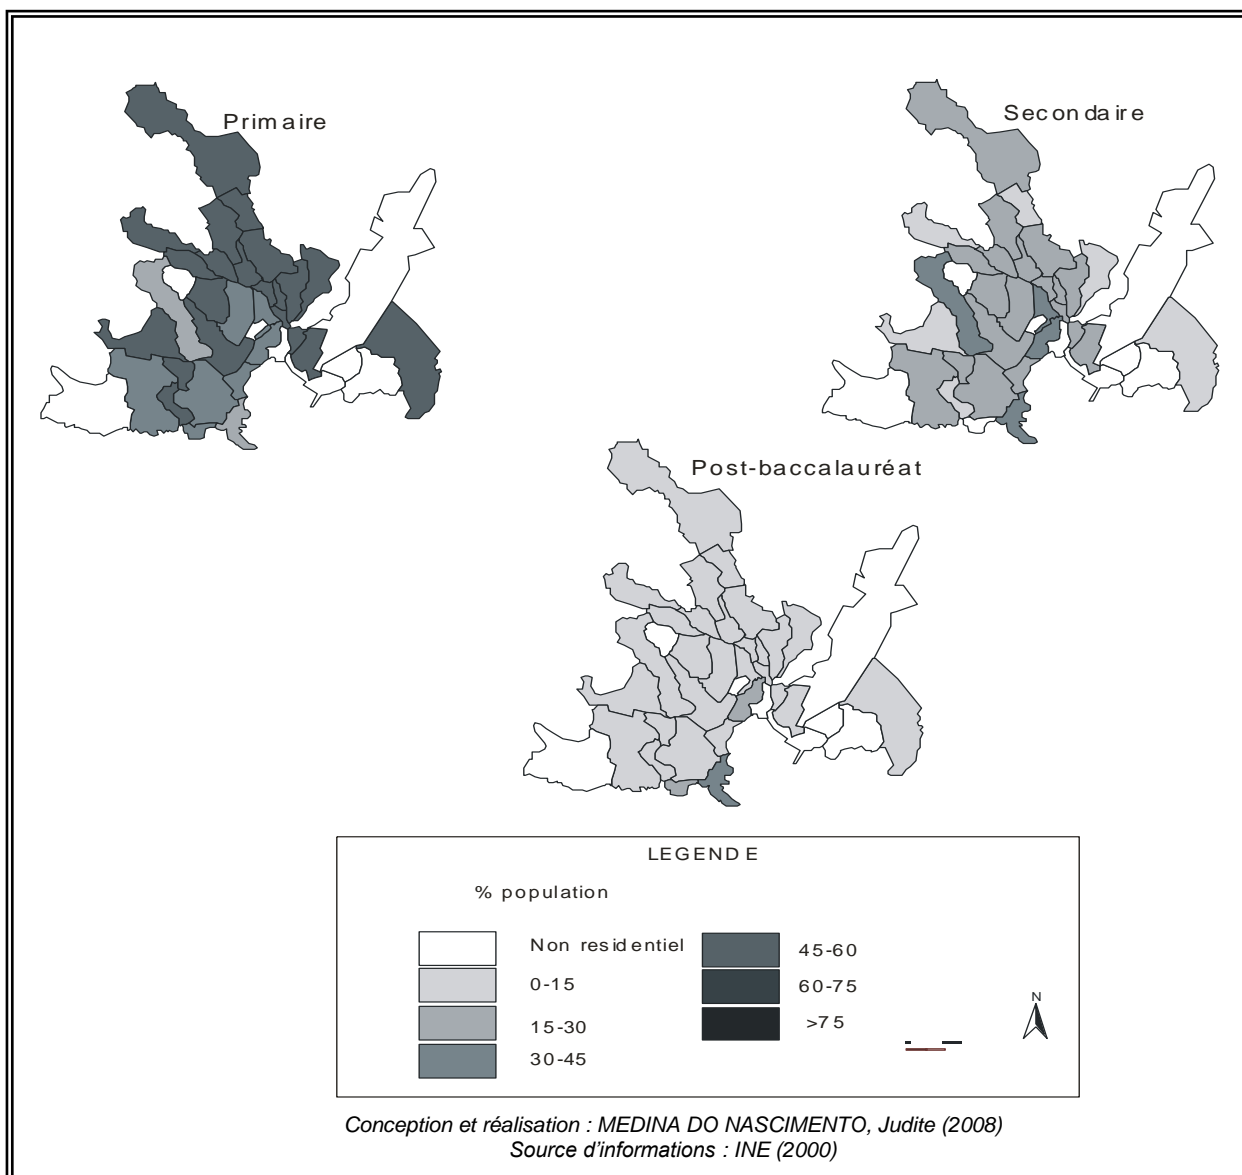 Primaire
Secondaire
Post-baccalauréat
LEGENDE
% population
Non residentiel
0-15
15-30
30-45
45-60
60-75
>75
N
Conception et réalisation : MEDINA DO NASCIMENTO, Judite (2008)
Source d'informations : INE (2000)